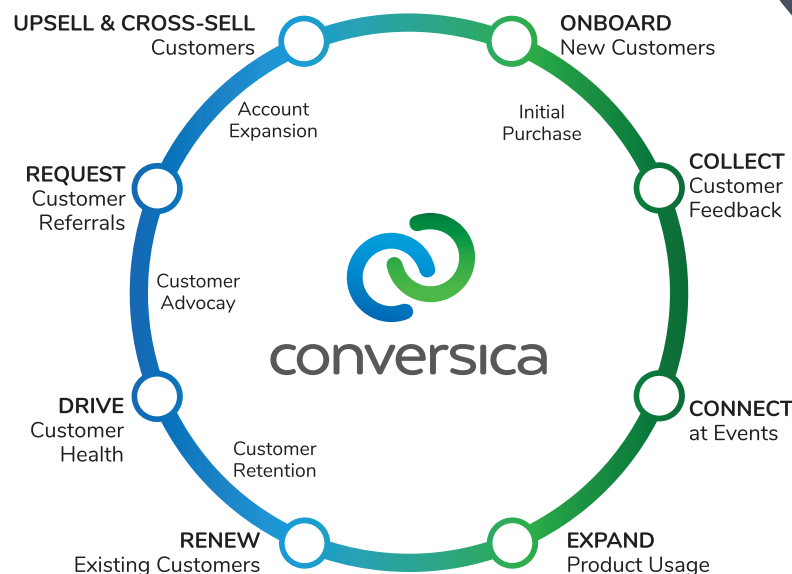 UPSELL & CROSS-SELL
Customers
ONBOARD
New Customers
Account
Expansion
Initial
Purchase
REQUEST
Customer
Referrals
COLLECT
Customer
Feedback
Customer
Advocay
conversica
DRIVE
Customer
Health
CONNECT
at Events
Customer
Retention
RENEW
Existing Customers
EXPAND
Product Usage